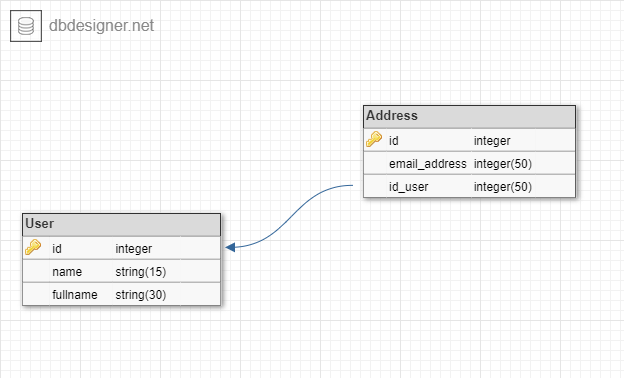 dbdesigner.net
Address
id integer
email_address integer(50)
id_user integer(50)
User
id integer
name string(15)
fullname string(30)